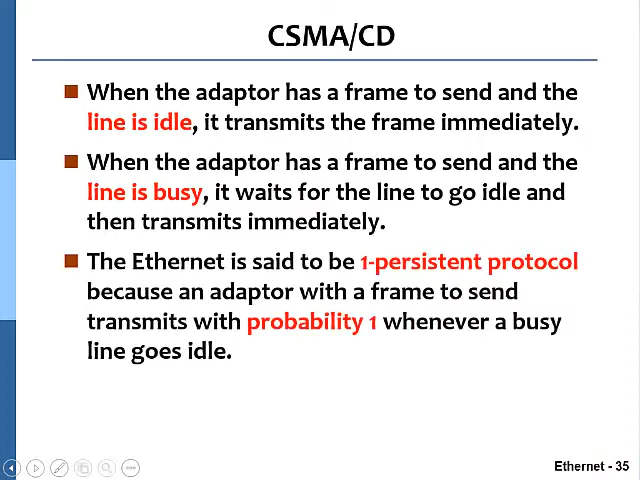 CSMA/CD
When the adaptor has a frame to send and the
line is idle, it transmits the frame immediately.
When the adaptor has a frame to send and the
line is busy, it waits for the line to go idle and
then transmits immediately.
The Ethernet is said to be 1-persistent protocol
because an adaptor with a frame to send
transmits with probability 1 whenever a busy
line goes idle.
Ethernet - 35